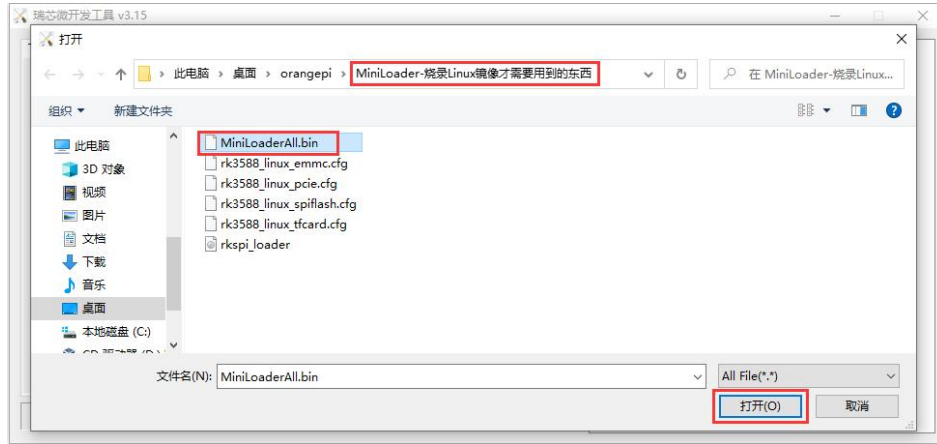 瑞芯微开发工具 v3.15
打开
此电脑 › 桌面 › orangepi › MiniLoader-烧录Linux镜像才需要用到的东西
在 MiniLoader-烧录Linux...
组织 新建文件夹
此电脑
3D 对象
视频
图片
文档
下载
音乐
桌面
本地磁盘 (C:)
MiniLoaderAll.bin
rk3588_linux_emmc.cfg
rk3588_linux_pcie.cfg
rk3588_linux_spiflash.cfg
rk3588_linux_tfcard.cfg
rkspi_loader
文件名(N): MiniLoaderAll.bin
All File(*.*)
打开(O) 取消